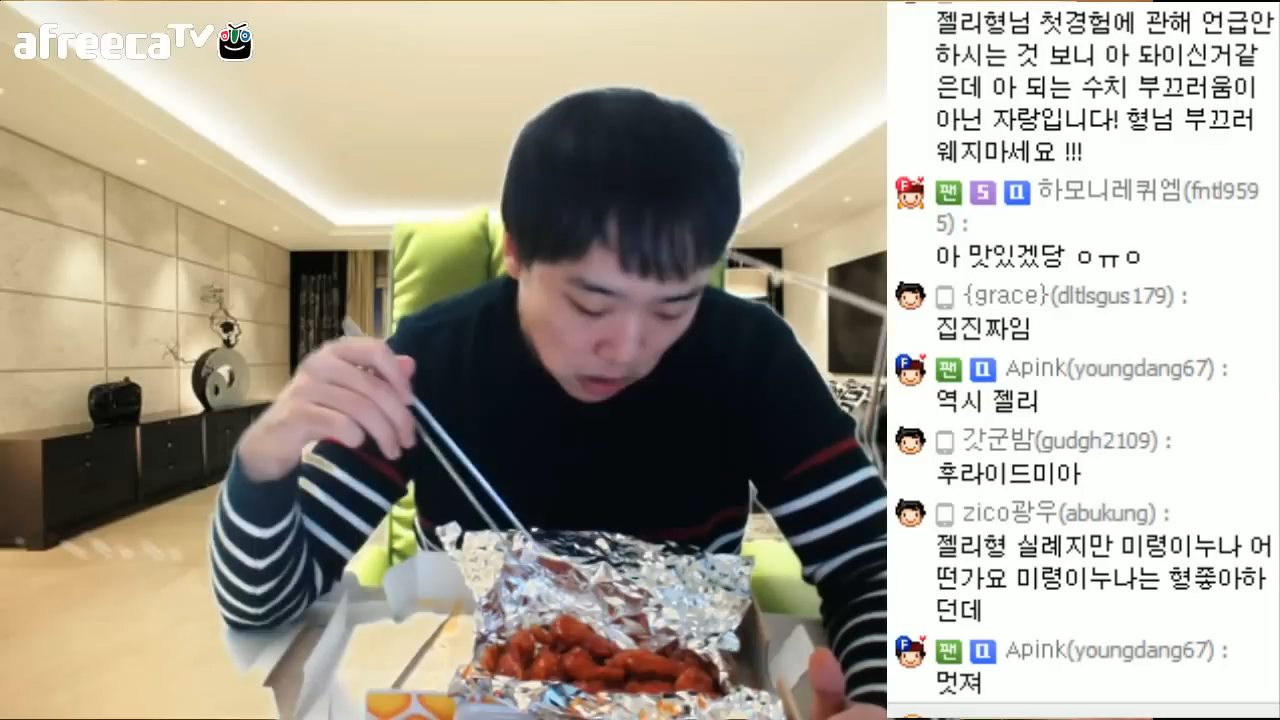 afreecaTV
젤리형님 첫경험에 관해 언급안
하시는 것 보니 아 돠이신거같
은데 아 되는 수치 부끄러움이
아닌 자랑입니다! 형님 부끄러
웨지마세요 !!!
팬 S 하모니레퀴엠(fntl959
5) :
아 맛있겠당 ㅇㅠㅇ
{grace}(dltlsgus179) :
집진짜임
팬 Apink(youngdang67) :
역시 젤리
갓군밤(gudgh2109) :
후라이드미아
zico광우(abukung) :
젤리형 실례지만 미령이누나 어
떤가요 미령이누나는 형좋아하
던데
팬 Apink(youngdang67) :
멋져